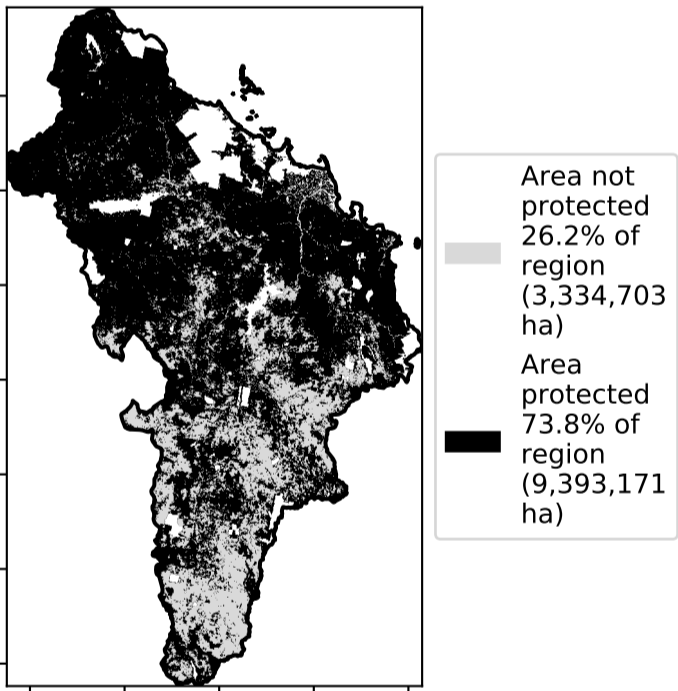 Area not
protected
26.2% of
region
(3,334,703
ha)
Area
protected
73.8% of
region
(9,393,171
ha)